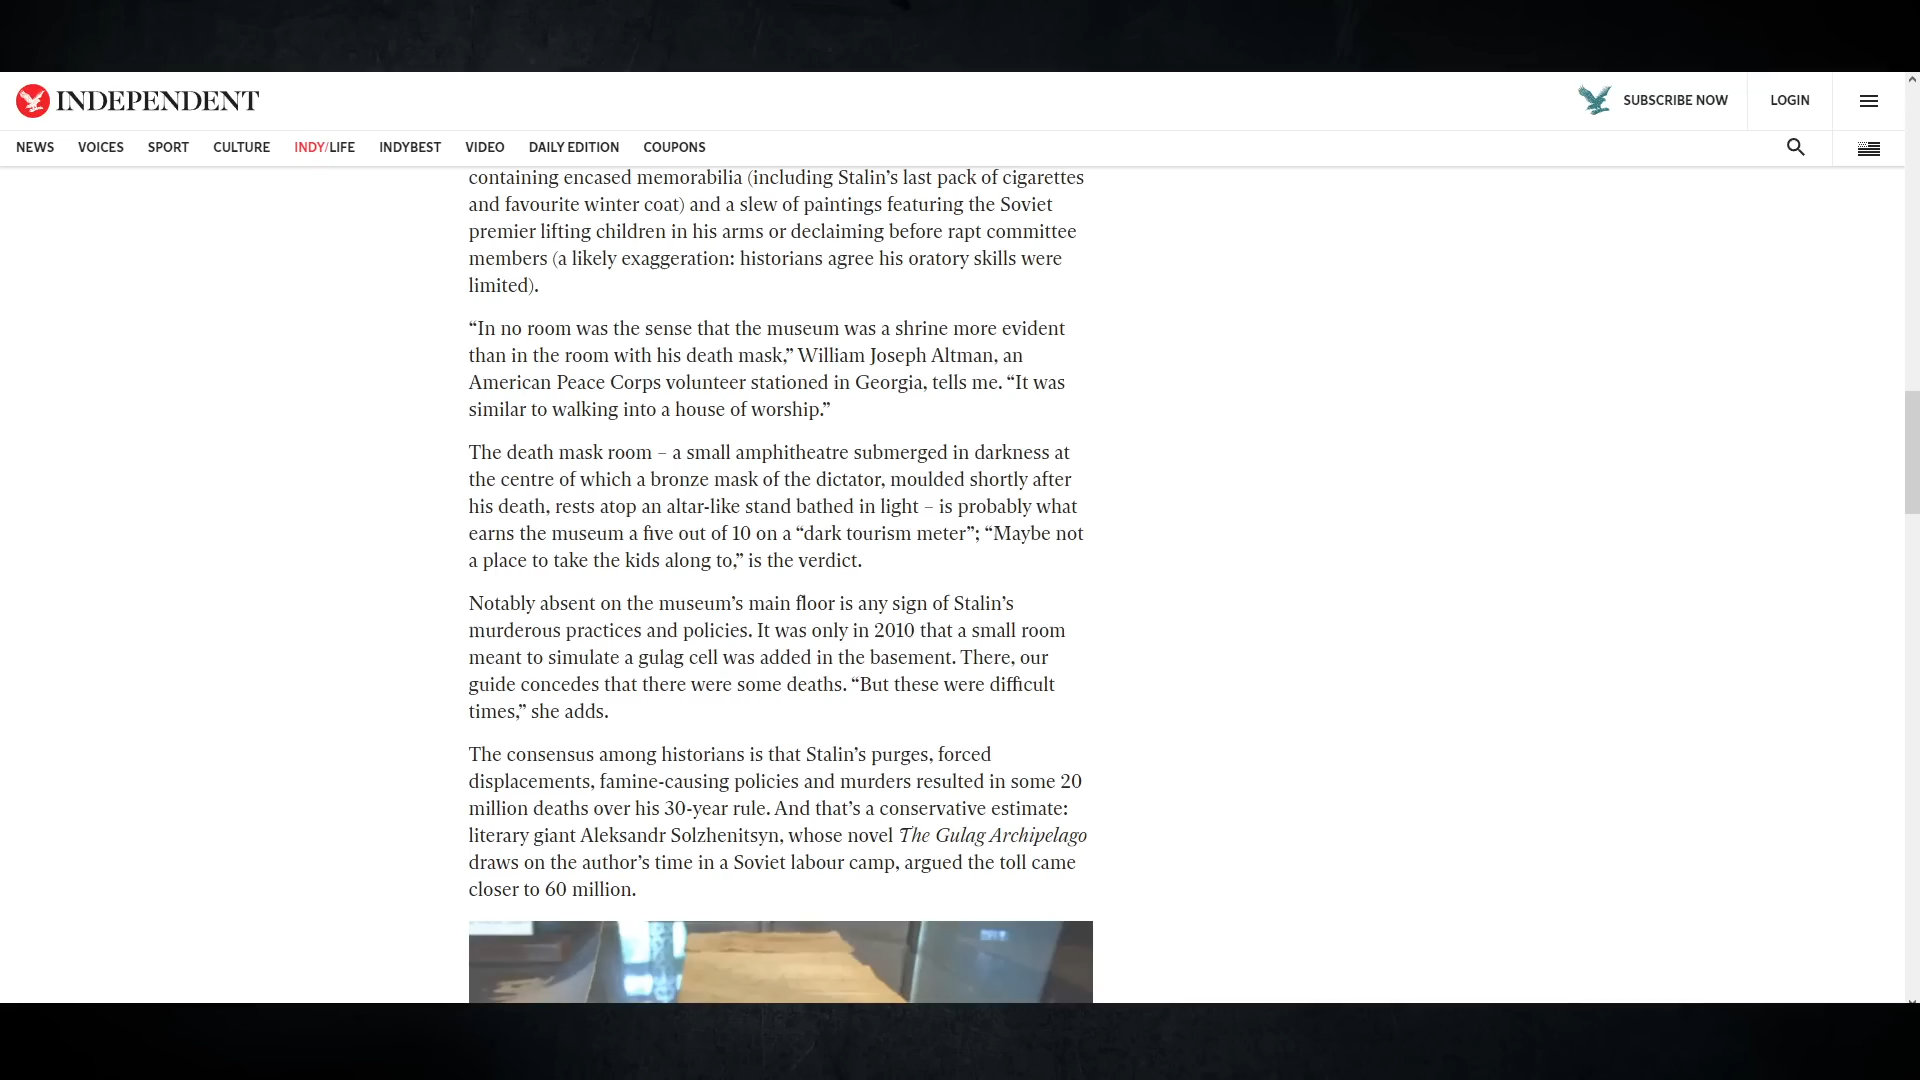 INDEPENDENT
SUBSCRIBE NOW
LOGIN
NEWS VOICES SPORT CULTURE INDY/LIFE INDYBEST VIDEO DAILY EDITION COUPONS
containing encased memorabilia (including Stalin’s last pack of cigarettes
and favourite winter coat) and a slew of paintings featuring the Soviet
premier lifting children in his arms or declaiming before rapt committee
members (a likely exaggeration: historians agree his oratory skills were
limited).
“In no room was the sense that the museum was a shrine more evident
than in the room with his death mask,” William Joseph Altman, an
American Peace Corps volunteer stationed in Georgia, tells me. “It was
similar to walking into a house of worship.”
The death mask room – a small amphitheatre submerged in darkness at
the centre of which a bronze mask of the dictator, moulded shortly after
his death, rests atop an altar-like stand bathed in light – is probably what
earns the museum a five out of 10 on a “dark tourism meter”; “Maybe not
a place to take the kids along to,” is the verdict.
Notably absent on the museum’s main floor is any sign of Stalin’s
murderous practices and policies. It was only in 2010 that a small room
meant to simulate a gulag cell was added in the basement. There, our
guide concedes that there were some deaths. “But these were difficult
times,” she adds.
The consensus among historians is that Stalin’s purges, forced
displacements, famine-causing policies and murders resulted in some 20
million deaths over his 30-year rule. And that’s a conservative estimate:
literary giant Aleksandr Solzhenitsyn, whose novel The Gulag Archipelago
draws on the author’s time in a Soviet labour camp, argued the toll came
closer to 60 million.